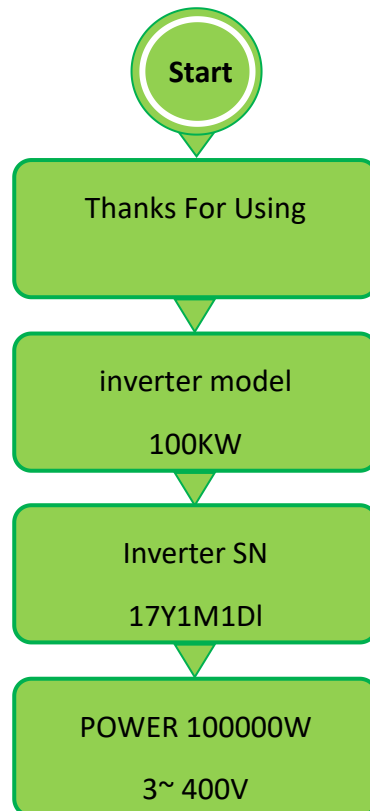 Start
Thanks For Using
inverter model
100KW
Inverter SN
17Y1M1Dl
POWER 100000W
3~ 400V